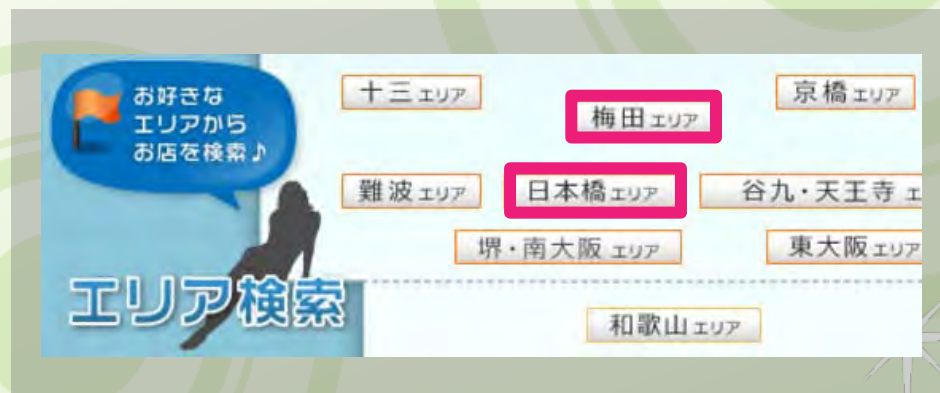 お好きな
エリアから
お店を検索♪
エリア検索
十三エリア
梅田エリア
京橋エリア
難波エリア
日本橋エリア
谷九・天王寺 エ
堺・南大阪 エリア
東大阪エリア
和歌山エリア